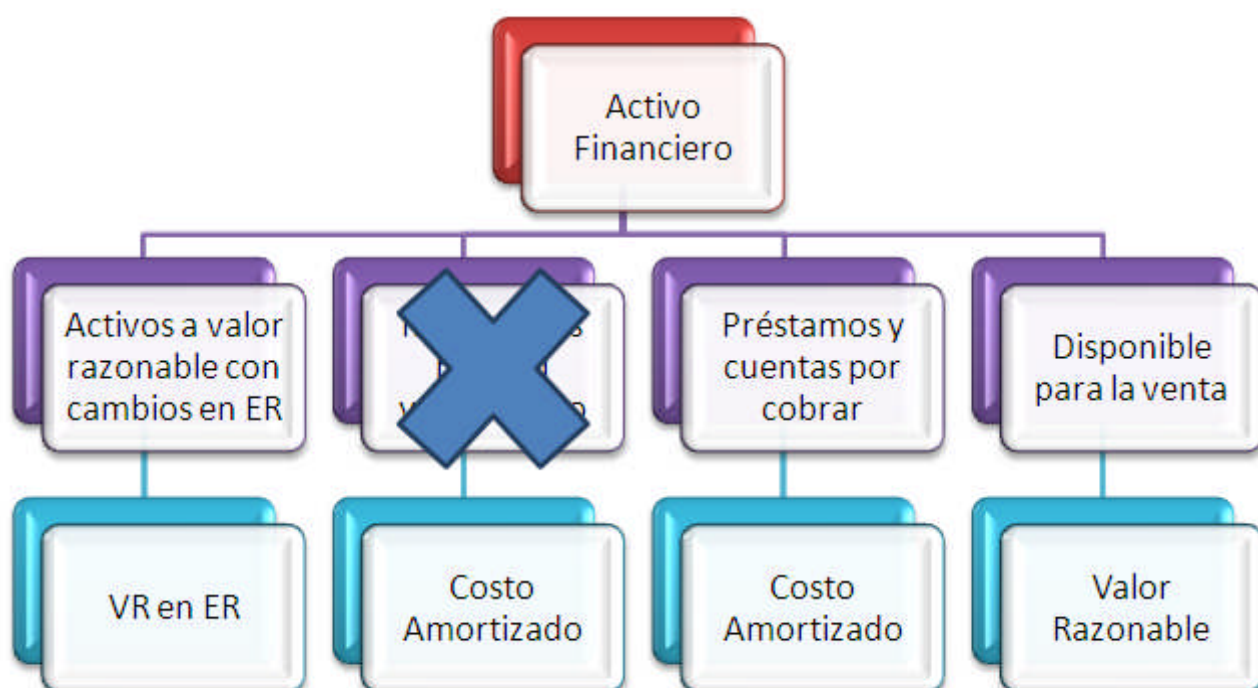 Activo
Financiero
Activos a valor
razonable con
cambios en ER
Préstamos y
cuentas por
cobrar
Disponible
para la venta
VR en ER
Costo
Amortizado
Costo
Amortizado
Valor
Razonable